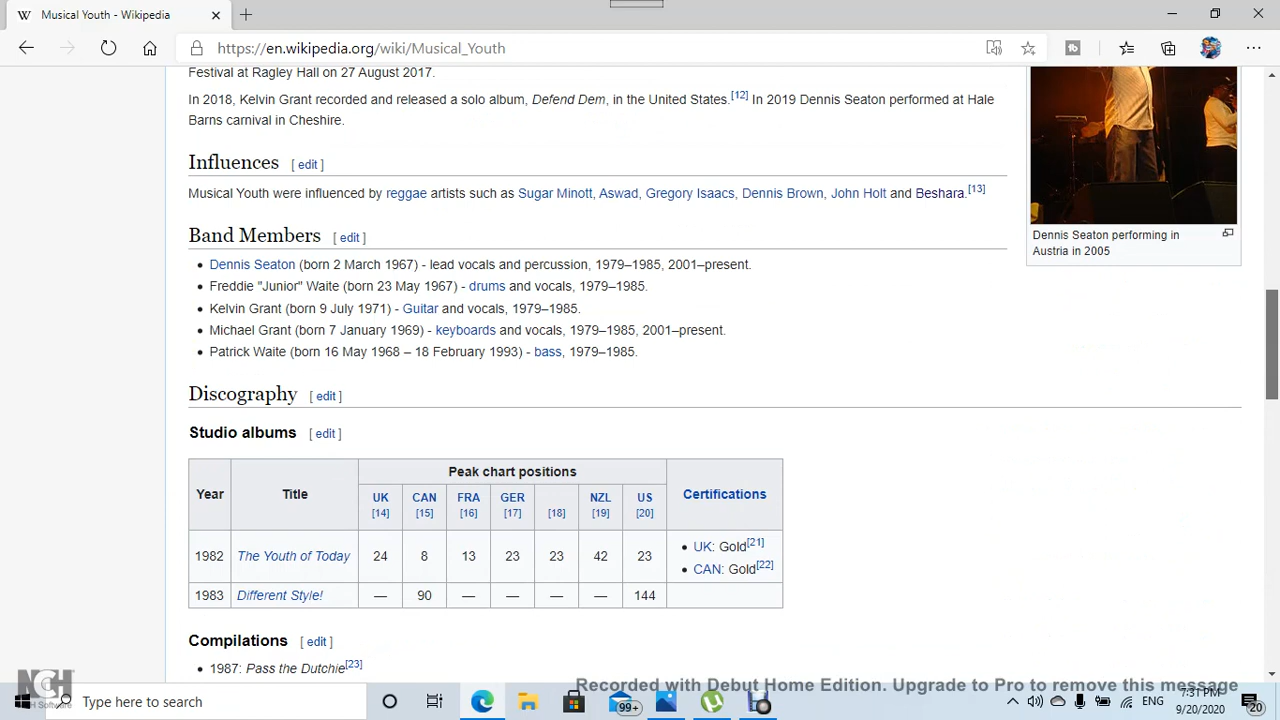 Musical Youth - Wikipedia
https://en.wikipedia.org/wiki/Musical_Youth
Festival at Ragley Hall on 27 August 2017.
In 2018, Kelvin Grant recorded and released a solo album, Defend Dem, in the United States.[12] In 2019 Dennis Seaton performed at Hale
Barns carnival in Cheshire.
Influences [ edit ]
Musical Youth were influenced by reggae artists such as Sugar Minott, Aswad, Gregory Isaacs, Dennis Brown, John Holt and Beshara.[13]
Dennis Seaton performing in
Austria in 2005
Band Members [ edit ]
• Dennis Seaton (born 2 March 1967) - lead vocals and percussion, 1979–1985, 2001–present.
• Freddie "Junior" Waite (born 23 May 1967) - drums and vocals, 1979–1985.
• Kelvin Grant (born 9 July 1971) - Guitar and vocals, 1979–1985.
• Michael Grant (born 7 January 1969) - keyboards and vocals, 1979–1985, 2001–present.
• Patrick Waite (born 16 May 1968 – 18 February 1993) - bass, 1979–1985.
Discography [ edit ]
Studio albums [ edit ]
Year Title Peak chart positions Certifications
UK CAN FRA GER NZL US
[14] [15] [16] [17] [18] [19] [20]
1982 The Youth of Today 24 8 13 23 23 42 23
• UK: Gold[21]
• CAN: Gold[22]
1983 Different Style! — 90 — — — — 144
Compilations [ edit ]
• 1987: Pass the Dutchie[23]
NCH
NCH Software
Recorded with Debut Home Edition. Upgrade to Pro to remove this message
Type here to search
99+
ENG
7:31 PM
9/20/2020
20